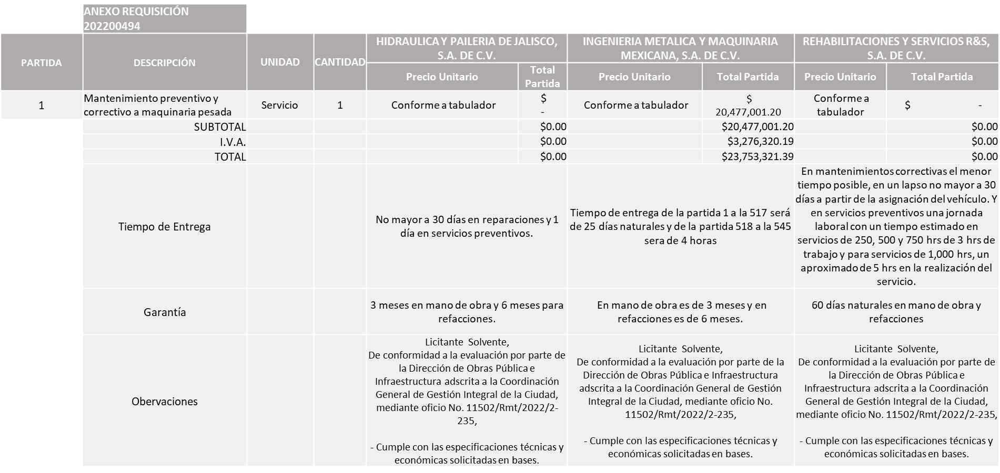 ANEXO REQUISICIÓN
202200494
PARTIDA
DESCRIPCIÓN
UNIDAD
CANTIDAD
HIDRAULICA Y PAILERIA DE JALISCO,
S.A. DE C.V.
INGENIERIA METALICA Y MAQUINARIA
MEXICANA, S.A. DE C.V.
REHABILITACIONES Y SERVICIOS R&S,
S.A. DE C.V.
Precio Unitario
Total
Partida
Precio Unitario
Total Partida
Precio Unitario
Total Partida
1
Mantenimiento preventivo y
correctivo a maquinaria pesada
Servicio
1
Conforme a tabulador
$
-
Conforme a tabulador
$
20,477,001.20
Conforme a
tabulador
$ -
SUBTOTAL
$0.00
$20,477,001.20
$0.00
I.V.A.
$0.00
$3,276,320.19
$0.00
TOTAL
$0.00
$23,753,321.39
$0.00
Tiempo de Entrega
No mayor a 30 días en reparaciones y 1
día en servicios preventivos.
Tiempo de entrega de la partida 1 a la 517 será
de 25 días naturales y de la partida 518 a la 545
sera de 4 horas
En mantenimientos correctivas el menor
tiempo posible, en un lapso no mayor a 30
días a partir de la asignación del vehículo. Y
en servicios preventivos una jornada
laboral con un tiempo estimado en
servicios de 250, 500 y 750 hrs de 3 hrs de
trabajo y para servicios de 1,000 hrs, un
aproximado de 5 hrs en la realización del
servicio.
Garantía
3 meses en mano de obra y 6 meses para
refacciones.
En mano de obra es de 3 meses y en
refacciones es de 6 meses.
60 días naturales en mano de obra y
refacciones
Obervaciones
Licitante Solvente,
De conformidad a la evaluación por parte de
la Dirección de Obras Pública e
Infraestructura adscrita a la Coordinación
General de Gestión Integral de la Ciudad,
mediante oficio No. 11502/Rmt/2022/2-
235,
- Cumple con las especificaciones técnicas y
económicas solicitadas en bases.
Licitante Solvente,
De conformidad a la evaluación por parte de la
Dirección de Obras Pública e Infraestructura
adscrita a la Coordinación General de Gestión
Integral de la Ciudad, mediante oficio No.
11502/Rmt/2022/2-235,
- Cumple con las especificaciones técnicas y
económicas solicitadas en bases.
Licitante Solvente,
De conformidad a la evaluación por parte de
la Dirección de Obras Pública e
Infraestructura adscrita a la Coordinación
General de Gestión Integral de la Ciudad,
mediante oficio No. 11502/Rmt/2022/2-235,
- Cumple con las especificaciones técnicas y
económicas solicitadas en bases.